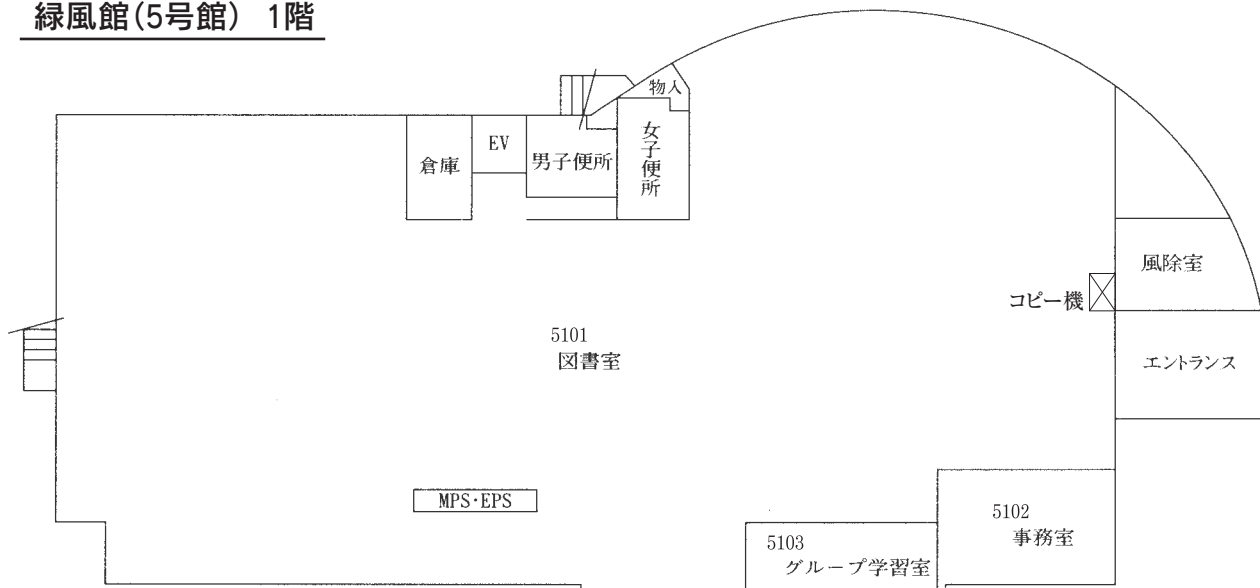 緑風館(5号館) 1階
物入
女子便所
EV
男子便所
倉庫
風除室
コピー機
5101
図書室
エントランス
MPS・EPS
5102
事務室
5103
グループ学習室